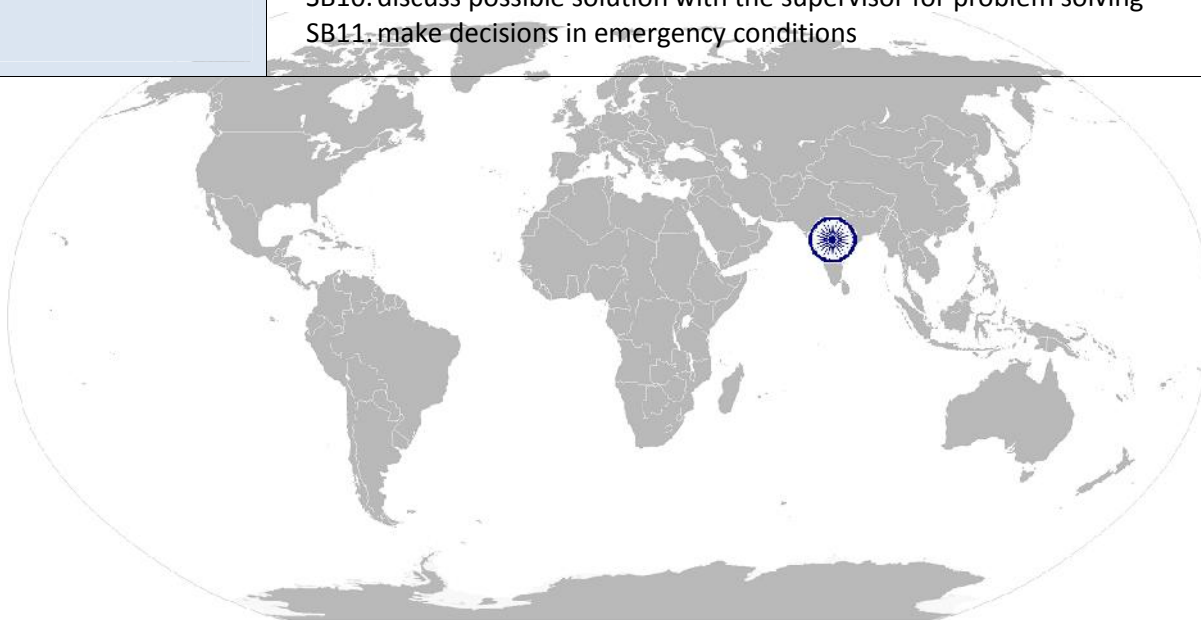 SB10. discuss possible solution with the supervisor for problem solving
SB11. make decisions in emergency conditions